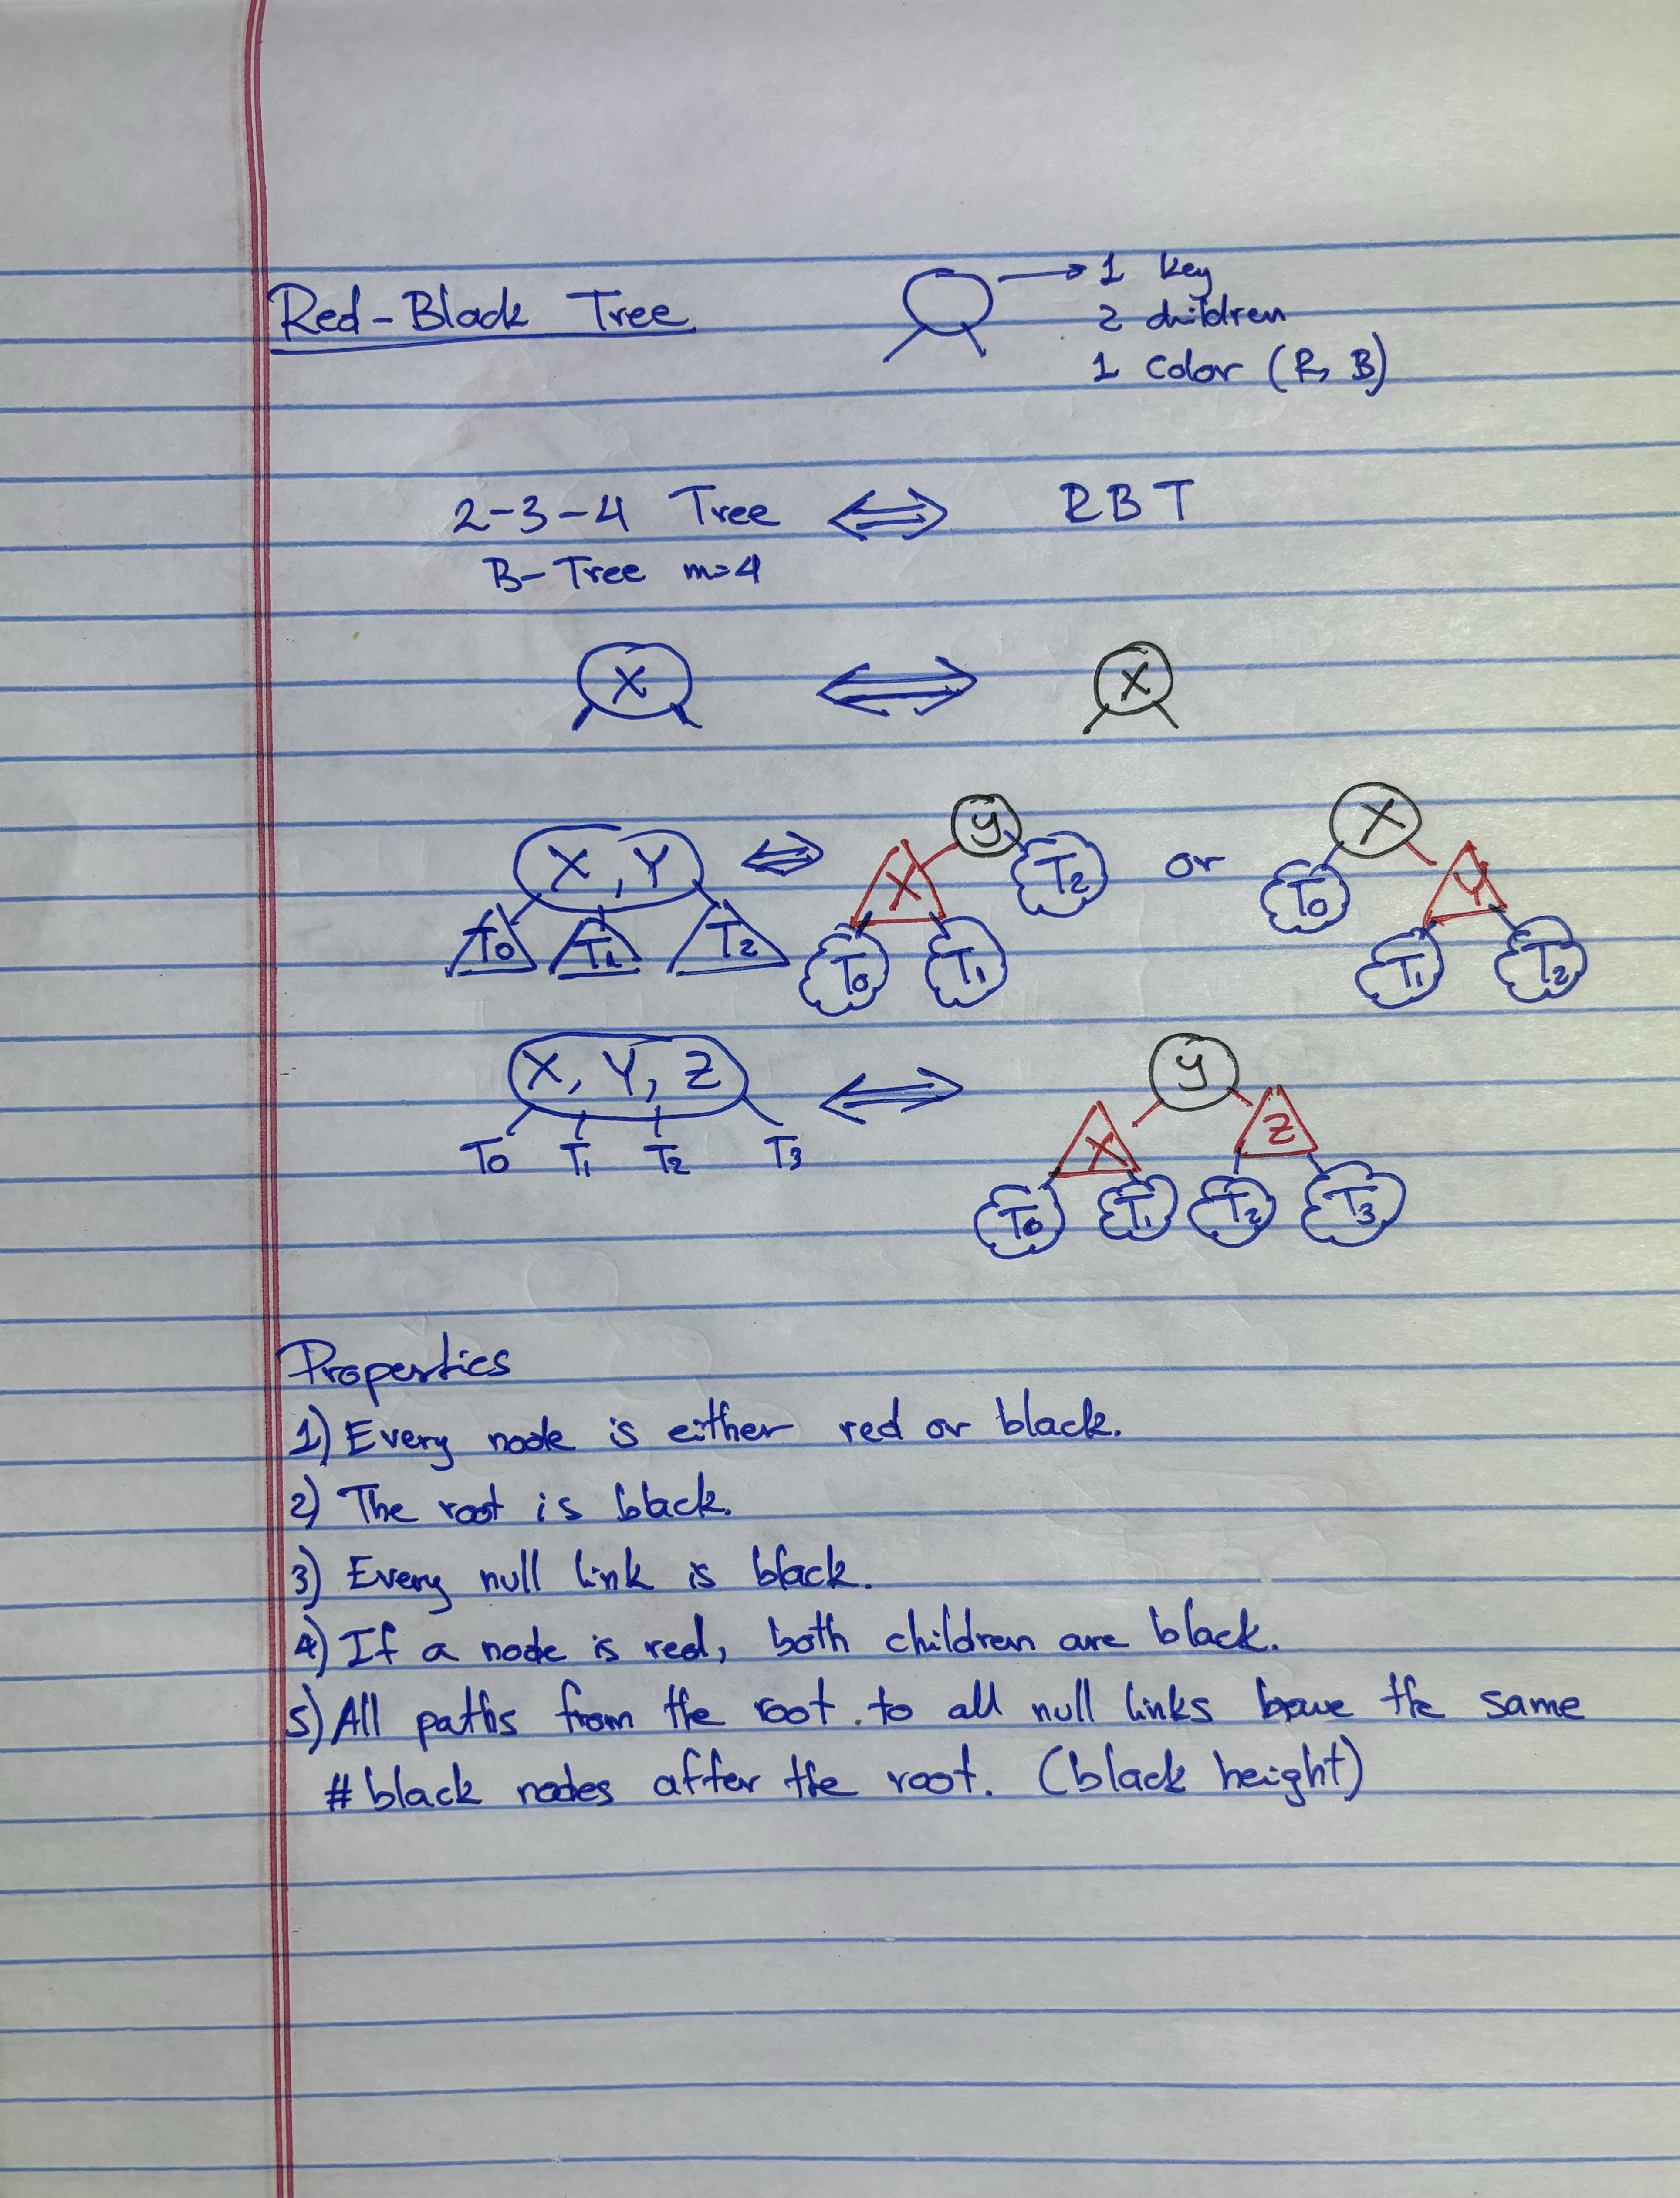 Red-Black Tree
1 key
2 children
1 Color (R, B)
2-3-4 Tree ⟺ RBT
B-Tree m=4
X ⟺ X
X, Y ⟺ Y X T2 T0 T1 or X T0 Y T1 T2
T0 T1 T2
X, Y, Z ⟺ Y
T0 T1 T2 T3 X Z
T0 T1 T2 T3
Properties
1) Every node is either red or black.
2) The root is black.
3) Every null link is black.
4) If a node is red, both children are black.
5) All paths from the root to all null links have the same
# black nodes after the root. (black height)